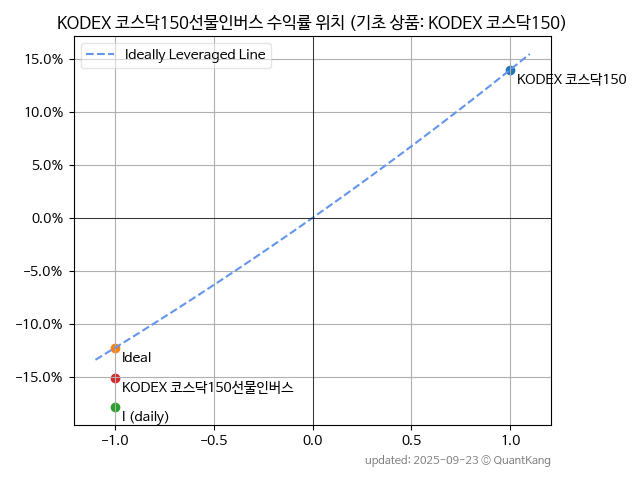 KODEX 코스닥150선물인버스 수익률 위치 (기초 상품: KODEX 코스닥150)
Ideally Leveraged Line
15.0%
KODEX 코스닥150
10.0%
5.0%
0.0%
−5.0%
−10.0%
Ideal
−15.0%
KODEX 코스닥150선물인버스
I (daily)
−1.0 −0.5 0.0 0.5 1.0
updated: 2025-09-23 © QuantKang